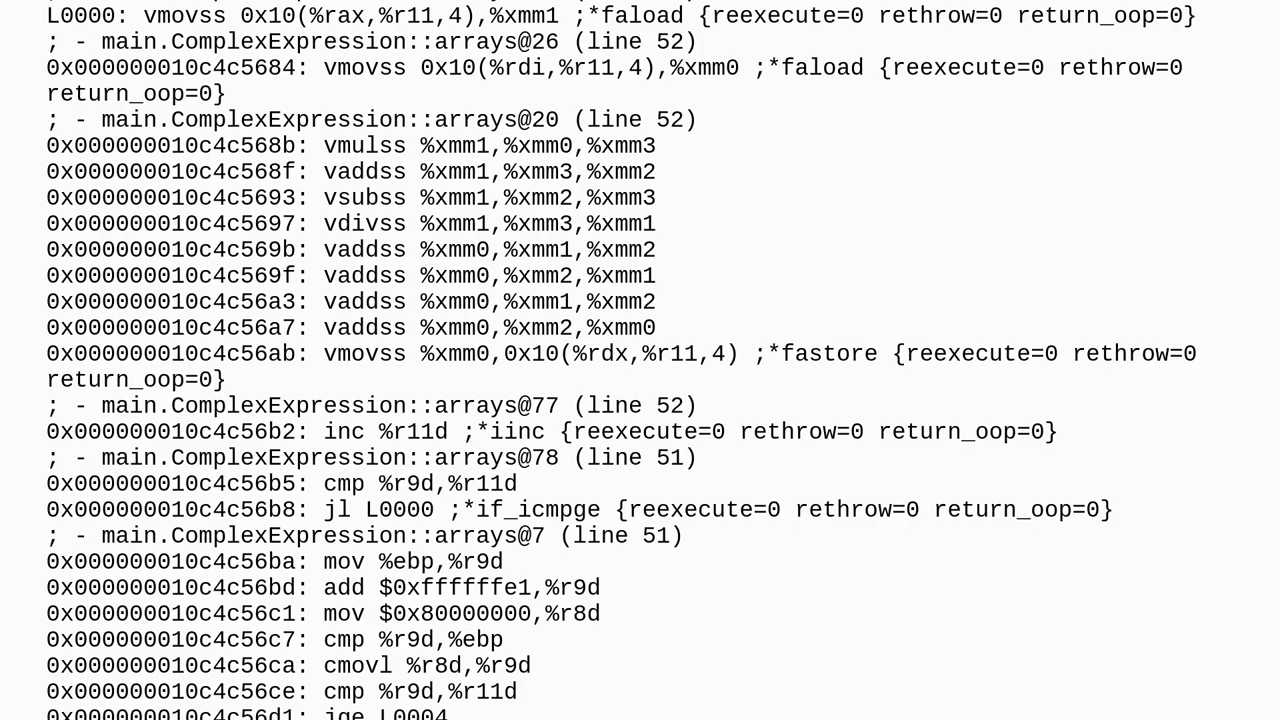 L0000: vmovss 0x10(%rax,%r11,4),%xmm1 ;*faload {reexecute=0 rethrow=0 return_oop=0}
; - main.ComplexExpression::arrays@26 (line 52)
0x000000010c4c5684: vmovss 0x10(%rdi,%r11,4),%xmm0 ;*faload {reexecute=0 rethrow=0
return_oop=0}
; - main.ComplexExpression::arrays@20 (line 52)
0x000000010c4c568b: vmulss %xmm1,%xmm0,%xmm3
0x000000010c4c568f: vaddss %xmm1,%xmm3,%xmm2
0x000000010c4c5693: vsubss %xmm1,%xmm2,%xmm3
0x000000010c4c5697: vdivss %xmm1,%xmm3,%xmm1
0x000000010c4c569b: vaddss %xmm0,%xmm1,%xmm2
0x000000010c4c569f: vaddss %xmm0,%xmm2,%xmm1
0x000000010c4c56a3: vaddss %xmm0,%xmm1,%xmm2
0x000000010c4c56a7: vaddss %xmm0,%xmm2,%xmm0
0x000000010c4c56ab: vmovss %xmm0,0x10(%rdx,%r11,4) ;*fastore {reexecute=0 rethrow=0
return_oop=0}
; - main.ComplexExpression::arrays@77 (line 52)
0x000000010c4c56b2: inc %r11d ;*iinc {reexecute=0 rethrow=0 return_oop=0}
; - main.ComplexExpression::arrays@78 (line 51)
0x000000010c4c56b5: cmp %r9d,%r11d
0x000000010c4c56b8: jl L0000 ;*if_icmpge {reexecute=0 rethrow=0 return_oop=0}
; - main.ComplexExpression::arrays@7 (line 51)
0x000000010c4c56ba: mov %ebp,%r9d
0x000000010c4c56bd: add $0xffffffe1,%r9d
0x000000010c4c56c1: mov $0x80000000,%r8d
0x000000010c4c56c7: cmp %r9d,%ebp
0x000000010c4c56ca: cmovl %r8d,%r9d
0x000000010c4c56ce: cmp %r9d,%r11d
0x000000010c4c56d1: jge L0004